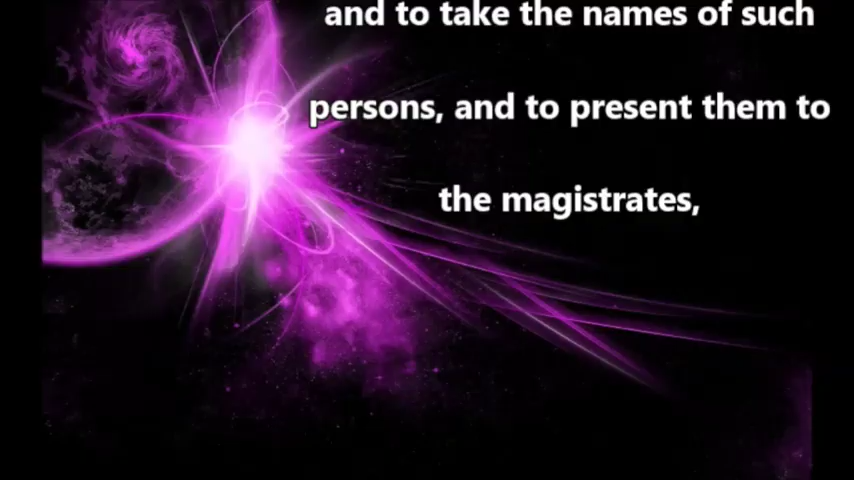 and to take the names of such
persons, and to present them to
the magistrates,